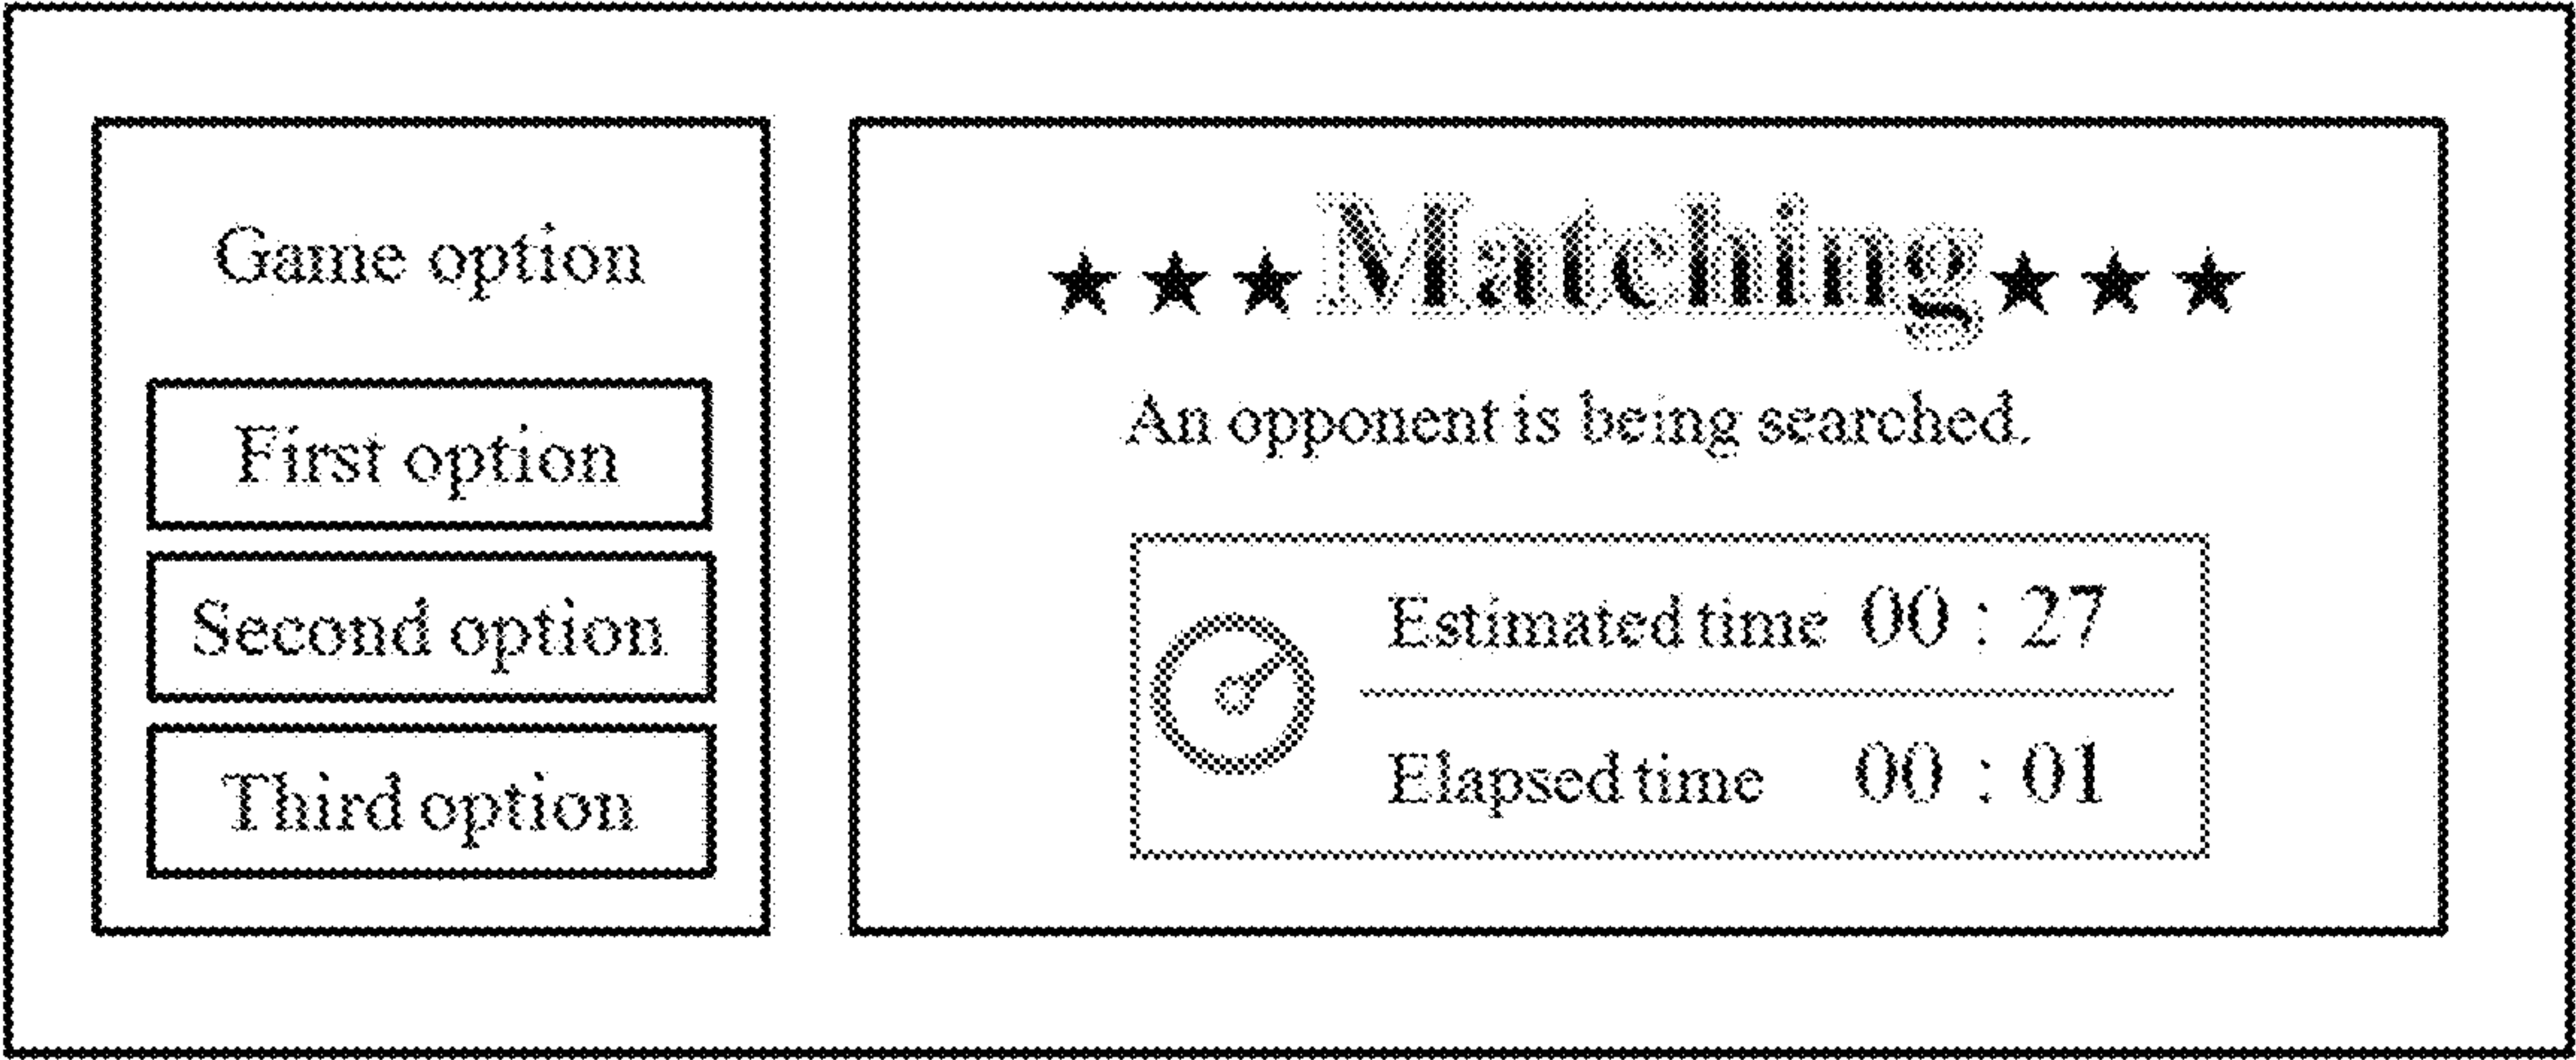 Game option
First option
Second option
Third option
★ ★ ★ Matching ★ ★ ★
An opponent is being searched.
Estimated time 00 : 27
Elapsed time 00 : 01